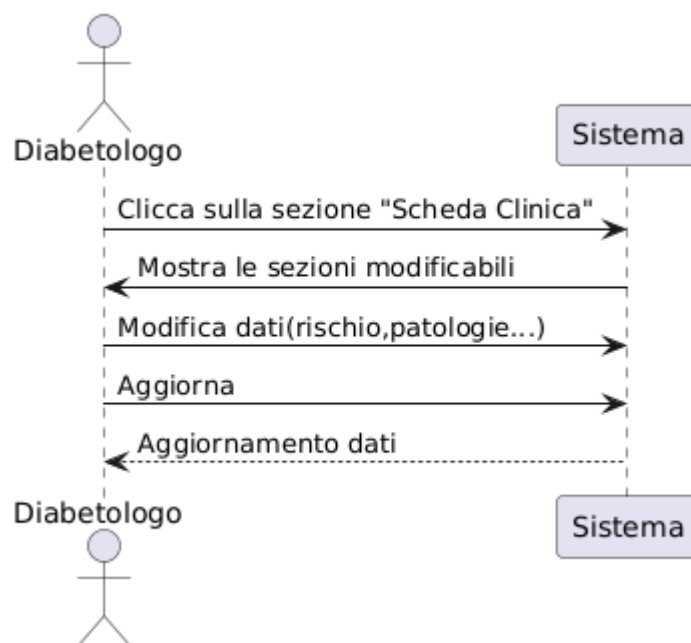 Diabetologo
Sistema
Clicca sulla sezione "Scheda Clinica"
Mostra le sezioni modificabili
Modifica dati(rischio,patologie...)
Aggiorna
Aggiornamento dati
Diabetologo
Sistema